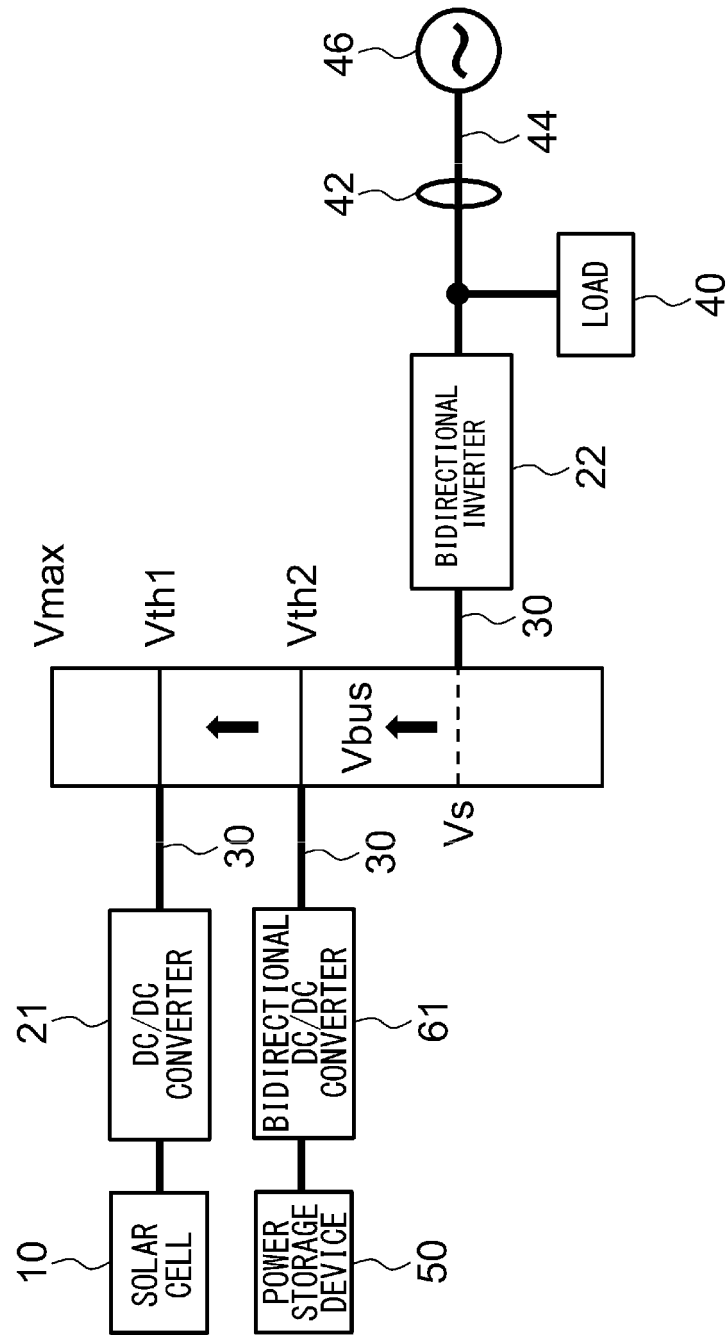 Vmax
Vth1
Vth2
Vbus
Vs
10
SOLAR
CELL
21
DC/DC
CONVERTER
30
POWER
STORAGE
DEVICE
50
BIDIRECTIONAL
DC/DC
CONVERTER
61
30
30
BIDIRECTIONAL
INVERTER
22
LOAD
40
42
44
46